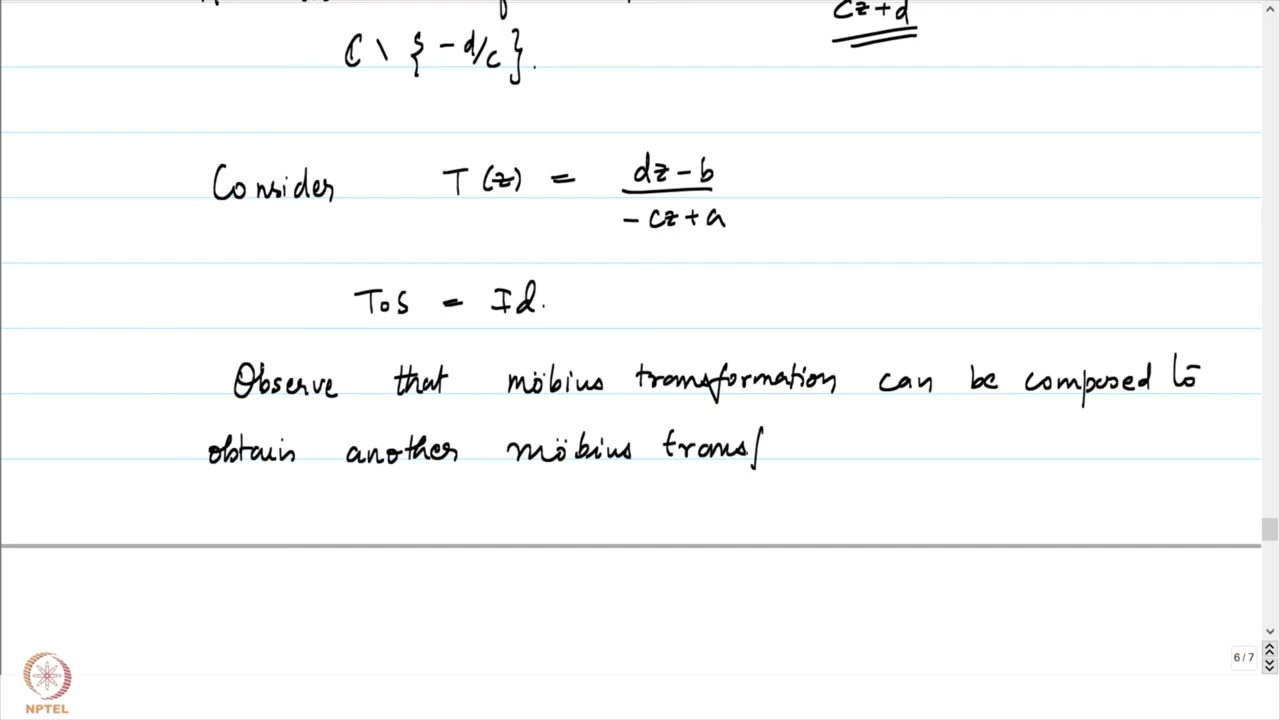 cz+d
ℂ \ { -d/c }.
Consider T(z) = dz - b / -cz + a
T∘S = Id.
Observe that möbius transformation can be composed to
obtain another möbius transf
6 / 7
NPTEL